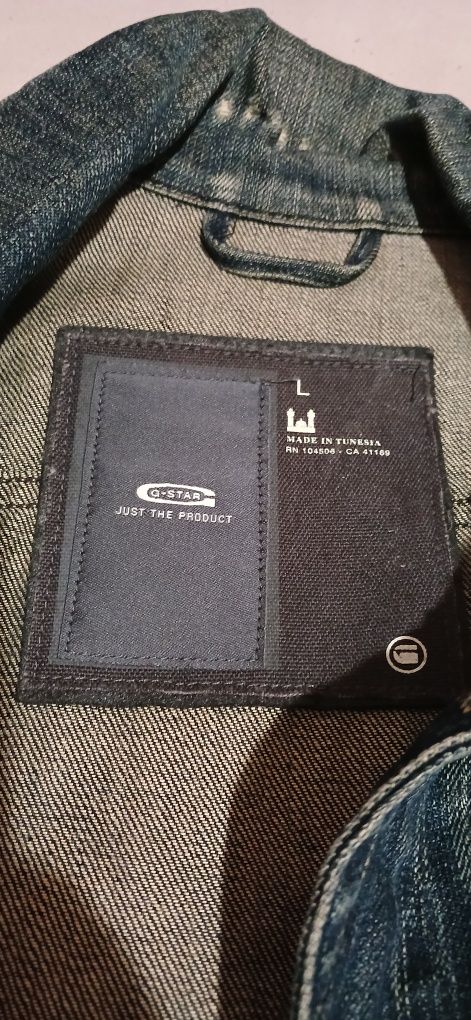 L
MADE IN TUNESIA
RN 104506 - CA 41169
G-STAR
JUST THE PRODUCT